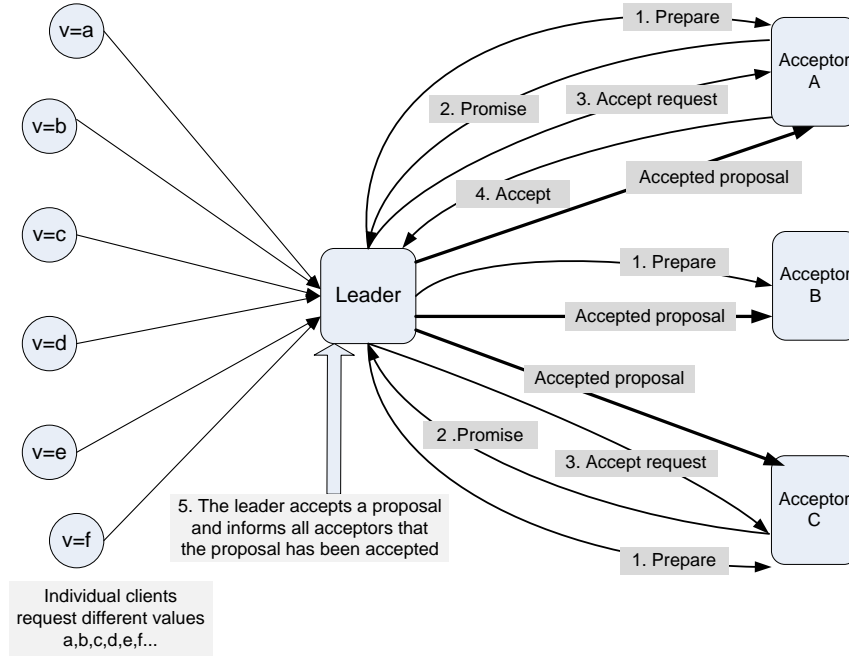 v=a
v=b
v=c
v=d
v=e
v=f
Individual clients
request different values
a,b,c,d,e,f...
Leader
5. The leader accepts a proposal
and informs all acceptors that
the proposal has been accepted
1. Prepare
2. Promise
3. Accept request
4. Accept
Accepted proposal
Acceptor
A
1. Prepare
Accepted proposal
Acceptor
B
Accepted proposal
2 .Promise
3. Accept request
1. Prepare
Acceptor
C